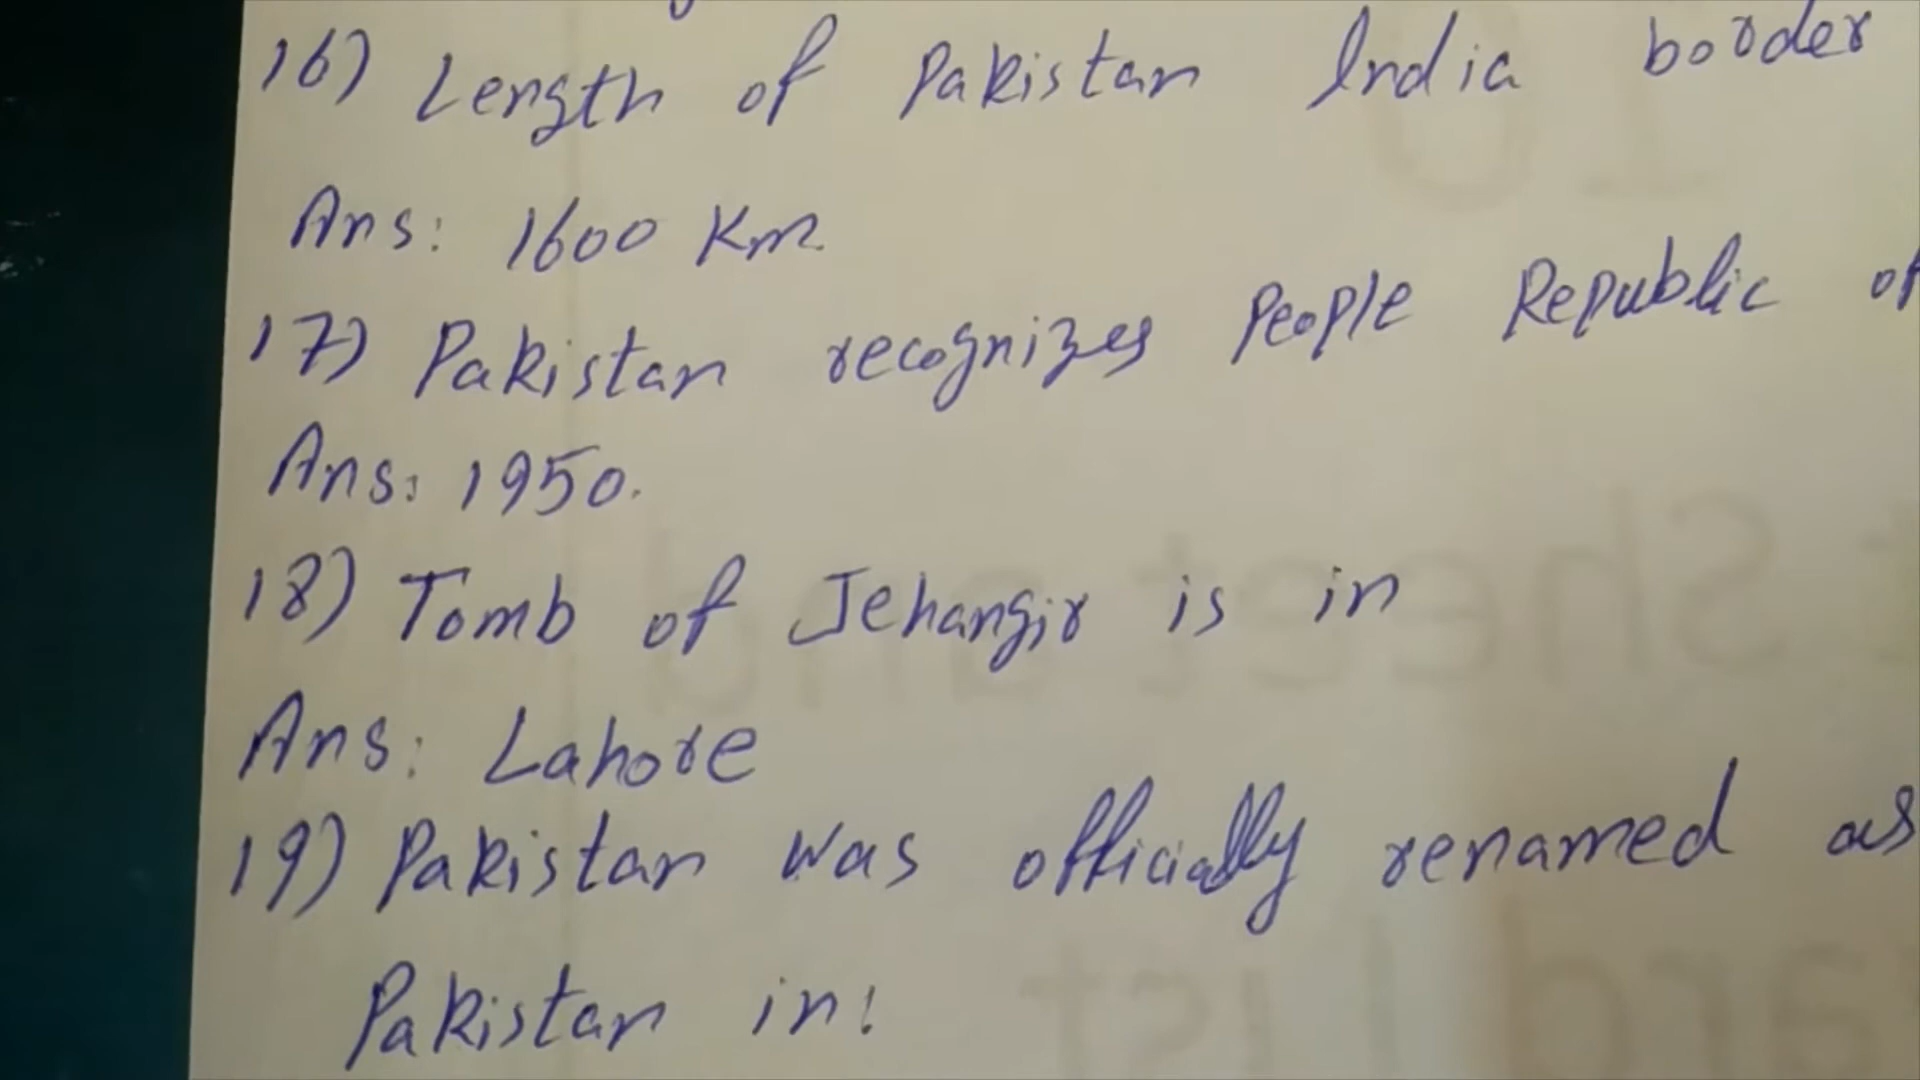 16) Length of Pakistan India border
Ans: 1600 Km.
17) Pakistan recognizes People Republic of
Ans: 1950.
18) Tomb of Jehangir is in
Ans: Lahore
19) Pakistan was officially renamed as
Pakistan in: